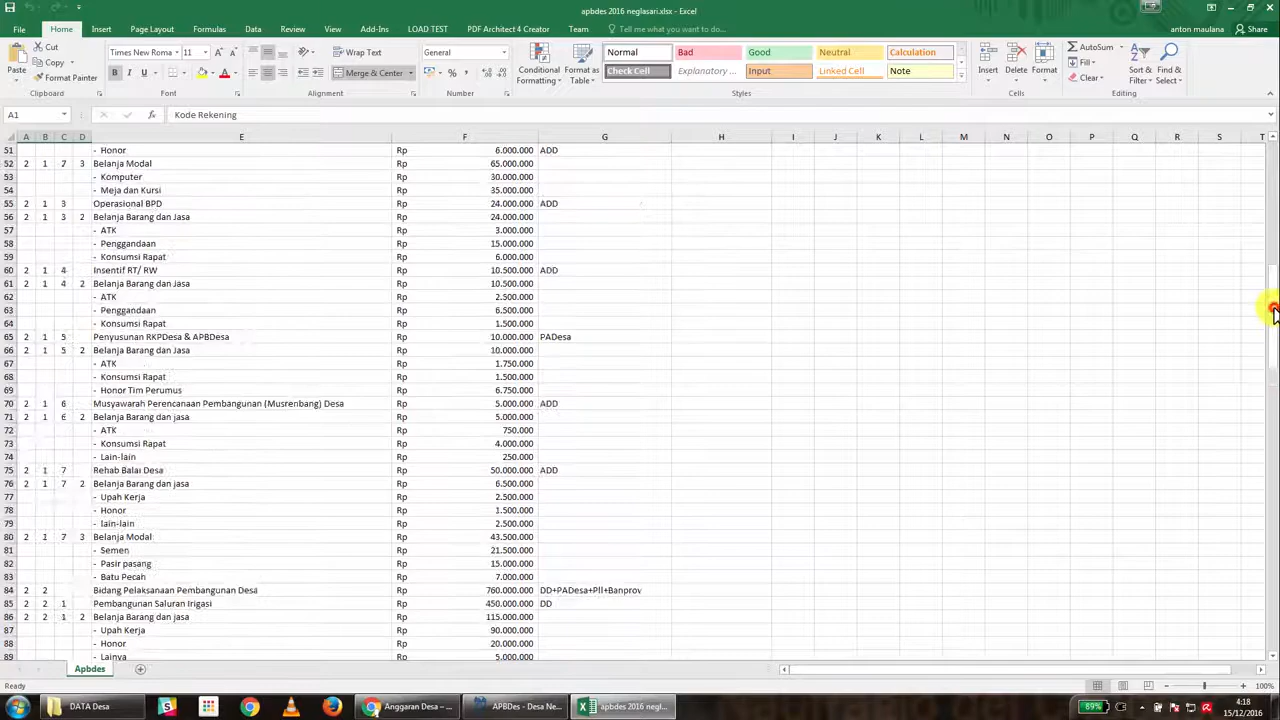 apbdes 2016 neglasari.xlsx - Excel
File Home Insert Page Layout Formulas Data Review View Add-Ins LOAD TEST PDF Architect 4 Creator Team Tell me what you want to do... anton maulana Share
Cut
Copy
Format Painter
Paste
Clipboard
Times New Roma 11
B I U
Font
Wrap Text
Merge & Center
Alignment
General
Number
Conditional Formatting
Format as Table
Normal Bad Good Neutral Calculation
Check Cell Explanatory ... Input Linked Cell Note
Styles
Insert Delete Format
Cells
AutoSum
Fill
Clear
Sort & Filter
Find & Select
Editing
A1 Kode Rekening
A B C D E F G H I J K L M N O P Q R S T
51 - Honor Rp 6.000.000 ADD
52 2 1 7 3 Belanja Modal Rp 65.000.000
53 - Komputer Rp 30.000.000
54 - Meja dan Kursi Rp 35.000.000
55 2 1 3 Operasional BPD Rp 24.000.000 ADD
56 2 1 3 2 Belanja Barang dan Jasa Rp 24.000.000
57 - ATK Rp 3.000.000
58 - Penggandaan Rp 15.000.000
59 - Konsumsi Rapat Rp 6.000.000
60 2 1 4 Insentif RT/ RW Rp 10.500.000 ADD
61 2 1 4 2 Belanja Barang dan Jasa Rp 10.500.000
62 - ATK Rp 2.500.000
63 - Penggandaan Rp 6.500.000
64 - Konsumsi Rapat Rp 1.500.000
65 2 1 5 Penyusunan RKPDesa & APBDesa Rp 10.000.000 PADesa
66 2 1 5 2 Belanja Barang dan Jasa Rp 10.000.000
67 - ATK Rp 1.750.000
68 - Konsumsi Rapat Rp 1.500.000
69 - Honor Tim Perumus Rp 6.750.000
70 2 1 6 Musyawarah Perencanaan Pembangunan (Musrenbang) Desa Rp 5.000.000 ADD
71 2 1 6 2 Belanja Barang dan jasa Rp 5.000.000
72 - ATK Rp 750.000
73 - Konsumsi Rapat Rp 4.000.000
74 - Lain-lain Rp 250.000
75 2 1 7 Rehab Balai Desa Rp 50.000.000 ADD
76 2 1 7 2 Belanja Barang dan jasa Rp 6.500.000
77 - Upah Kerja Rp 2.500.000
78 - Honor Rp 1.500.000
79 - lain-lain Rp 2.500.000
80 2 1 7 3 Belanja Modal Rp 43.500.000
81 - Semen Rp 21.500.000
82 - Pasir pasang Rp 15.000.000
83 - Batu Pecah Rp 7.000.000
84 2 2 Bidang Pelaksanaan Pembangunan Desa Rp 760.000.000 DD+PADesa+Pll+Banprov
85 2 2 1 Pembangunan Saluran Irigasi Rp 450.000.000 DD
86 2 2 1 2 Belanja Barang dan jasa Rp 115.000.000
87 - Upah Kerja Rp 90.000.000
88 - Honor Rp 20.000.000
89 - Lainya Rp 5.000.000
Apbdes
Ready 100%
DATA Desa Anggaran Desa – ... APBDes - Desa Ne... apbdes 2016 negl... 89% 4:18
15/12/2016